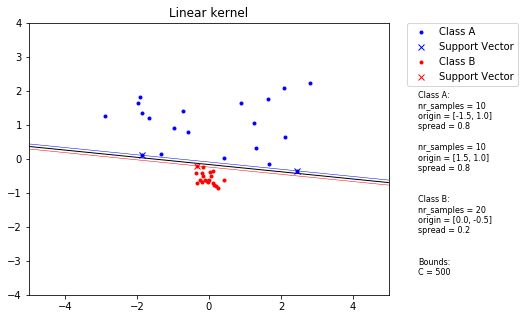 Linear kernel
Class A
Support Vector
Class B
Support Vector
Class A:
nr_samples = 10
origin = [-1.5, 1.0]
spread = 0.8
nr_samples = 10
origin = [1.5, 1.0]
spread = 0.8
Class B:
nr_samples = 20
origin = [0.0, -0.5]
spread = 0.2
Bounds:
C = 500
4
3
2
1
0
−1
−2
−3
−4
−4 −2 0 2 4